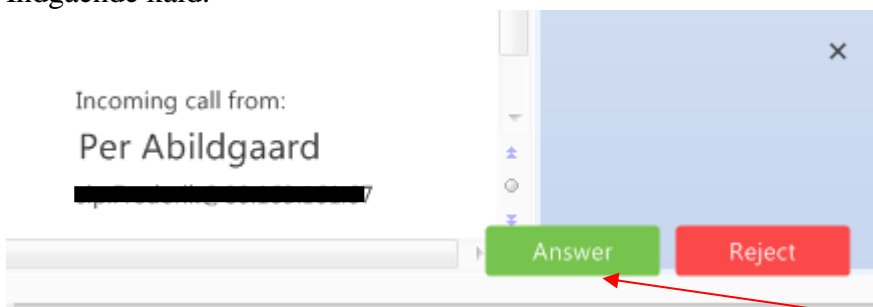 Indgående kald:
Incoming call from:
Per Abildgaard
Answer
Reject